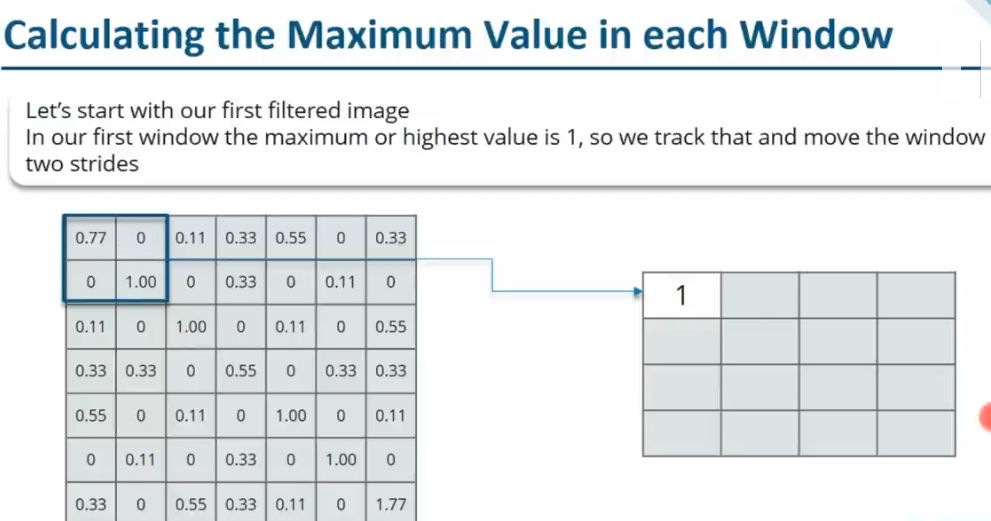 Calculating the Maximum Value in each Window
Let's start with our first filtered image
In our first window the maximum or highest value is 1, so we track that and move the window
two strides
0.77 0 0.11 0.33 0.55 0 0.33
0 1.00 0 0.33 0 0.11 0
0.11 0 1.00 0 0.11 0 0.55
0.33 0.33 0 0.55 0 0.33 0.33
0.55 0 0.11 0 1.00 0 0.11
0 0.11 0 0.33 0 1.00 0
0.33 0 0.55 0.33 0.11 0 1.77
1